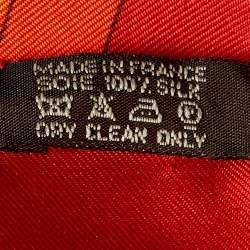 MADE IN FRANCE
SOIE 100% SILK
DRY CLEAN ONLY